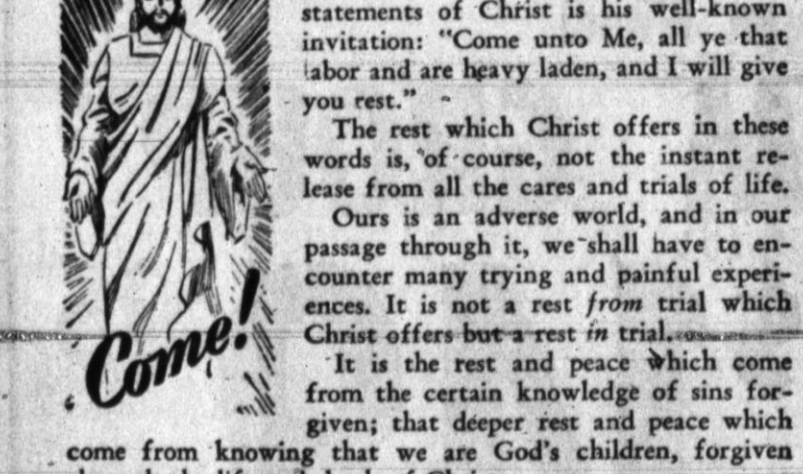 statements of Christ is his well-known
invitation: "Come unto Me, all ye that
labor and are heavy laden, and I will give
you rest."
The rest which Christ offers in these
words is, of course, not the instant re-
lease from all the cares and trials of life.
Ours is an adverse world, and in our
passage through it, we shall have to en-
counter many trying and painful experi-
ences. It is not a rest from trial which
Christ offers but a rest in trial.
It is the rest and peace which come
from the certain knowledge of sins for-
given; that deeper rest and peace which
come from knowing that we are God's children, forgiven
Come!